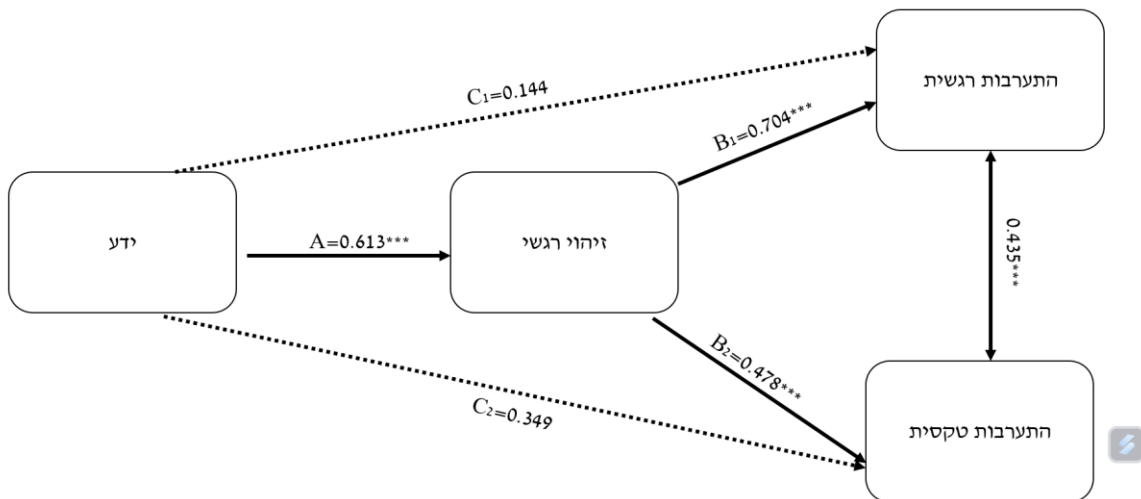 התערבות רגשית
C₁=0.144
B₁=0.704***
ידע
A=0.613***
זיהוי רגשי
0.435***
B₂=0.478***
C₂=0.349
התערבות טקסית